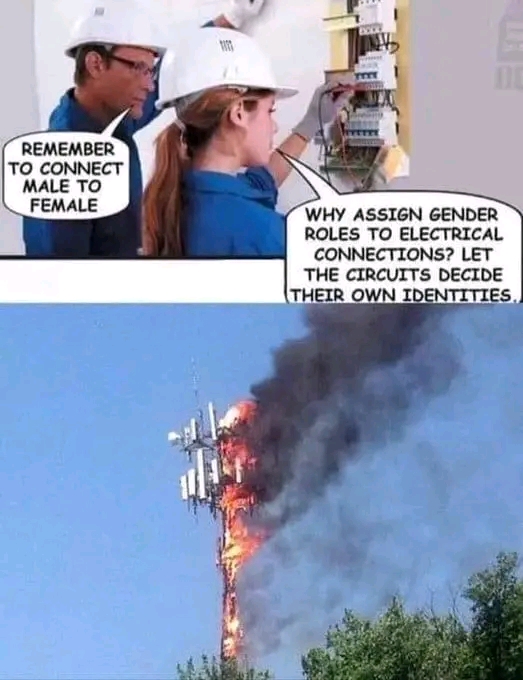 REMEMBER
TO CONNECT
MALE TO
FEMALE
WHY ASSIGN GENDER
ROLES TO ELECTRICAL
CONNECTIONS? LET
THE CIRCUITS DECIDE
THEIR OWN IDENTITIES.